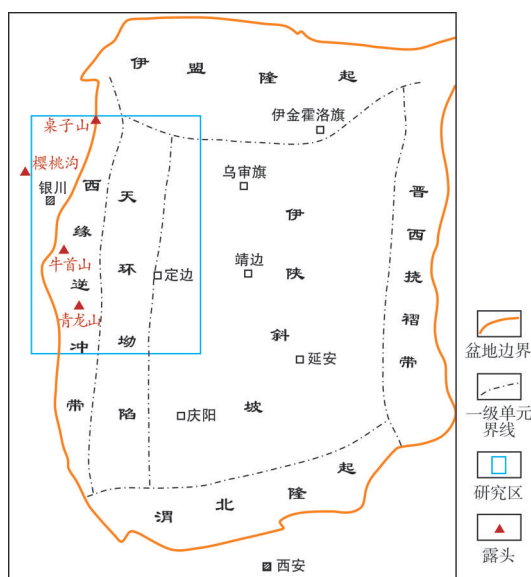 伊盟隆起
伊金霍洛旗
桌子山
樱桃沟
银川
乌审旗
西缘逆冲带
天环坳陷
伊陕斜坡
晋西挠褶带
牛首山
定边
靖边
青龙山
延安
庆阳
渭北隆起
西安
盆地边界
一级单元
界线
研究区
露头